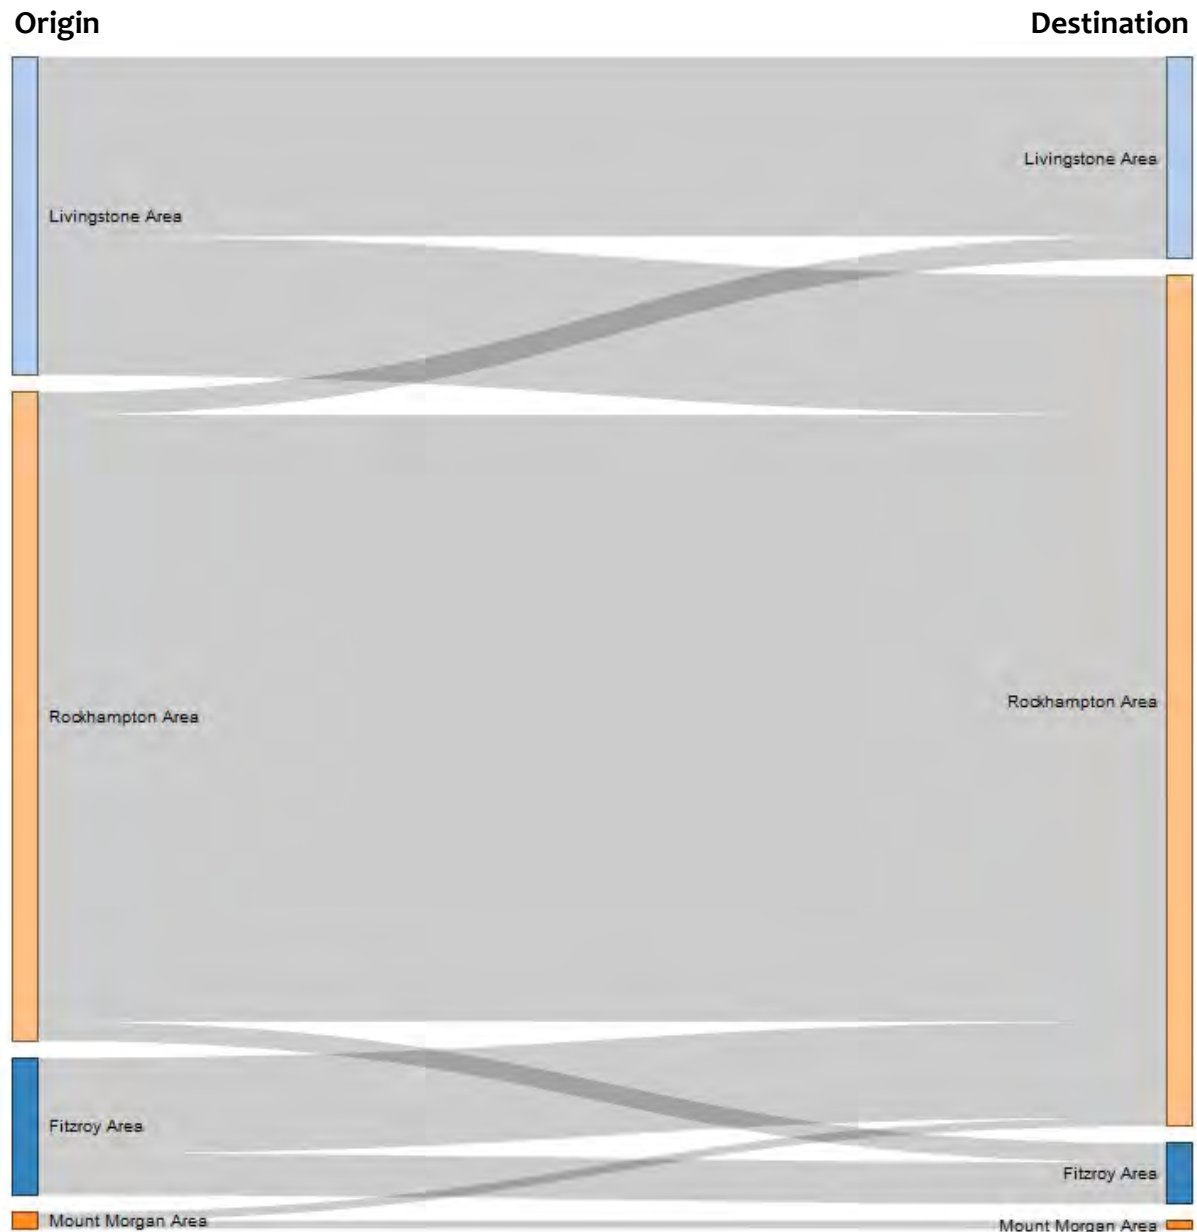 Origin
Destination
Livingstone Area
Livingstone Area
Rockhampton Area
Rockhampton Area
Fitzroy Area
Fitzroy Area
Mount Morgan Area
Mount Morgan Area